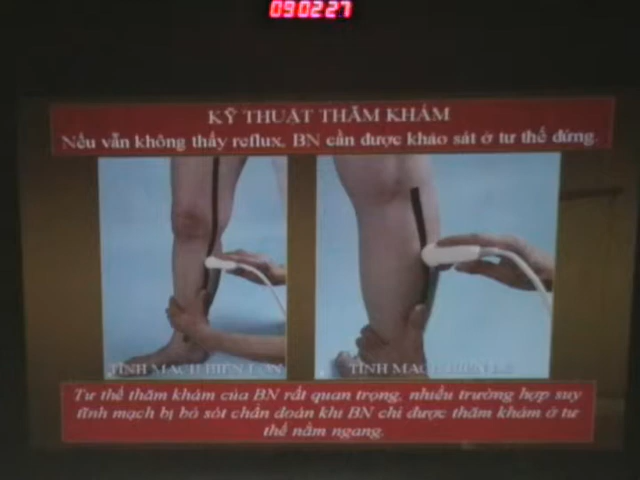 09:02:27
KỸ THUẬT THĂM KHÁM
Nếu vẫn không thấy reflux, BN cần được khảo sát ở tư thế đứng.
TĨNH MẠCH HIỂN LỚN
TĨNH MẠCH HIỂN
Tư thế thăm khám của BN rất quan trọng, nhiều trường hợp suy
tĩnh mạch bị bỏ sót chẩn đoán khi BN chỉ được thăm khám ở tư
thế nằm ngang.